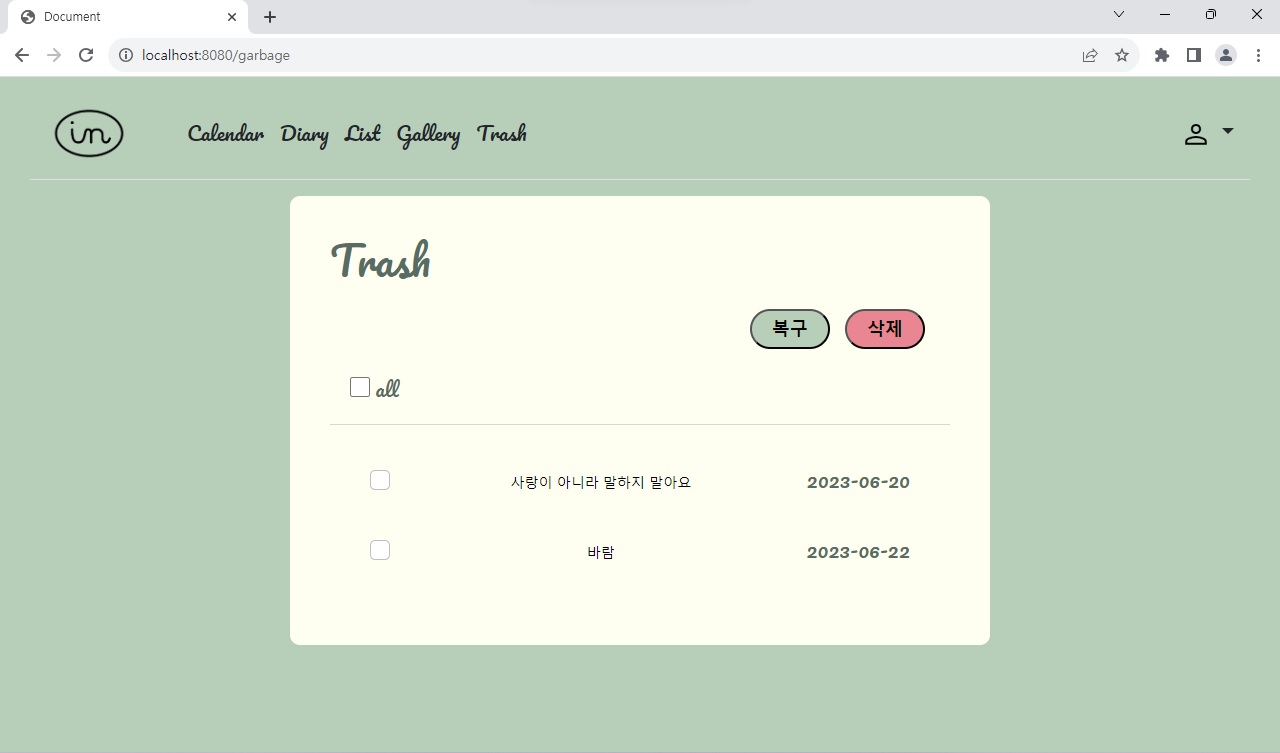 Document
localhost:8080/garbage
in
Calendar Diary List Gallery Trash
Trash
복구 삭제
all
사랑이 아니라 말하지 말아요 2023-06-20
바람 2023-06-22